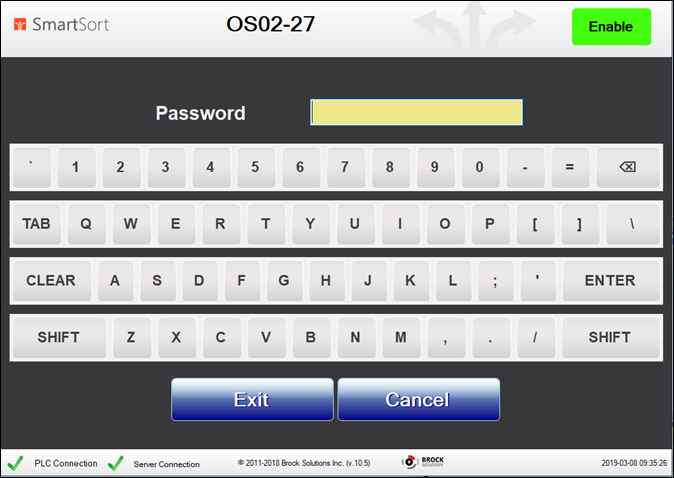 SmartSort OS02-27 Enable
Password
` 1 2 3 4 5 6 7 8 9 0 - = ⌫
TAB Q W E R T Y U I O P [ ] \
CLEAR A S D F G H J K L ; ' ENTER
SHIFT Z X C V B N M , . / SHIFT
Exit Cancel
PLC Connection Server Connection © 2011-2018 Brock Solutions Inc. (v.10.5) BROCK 2019-03-08 09:35:26
solutions